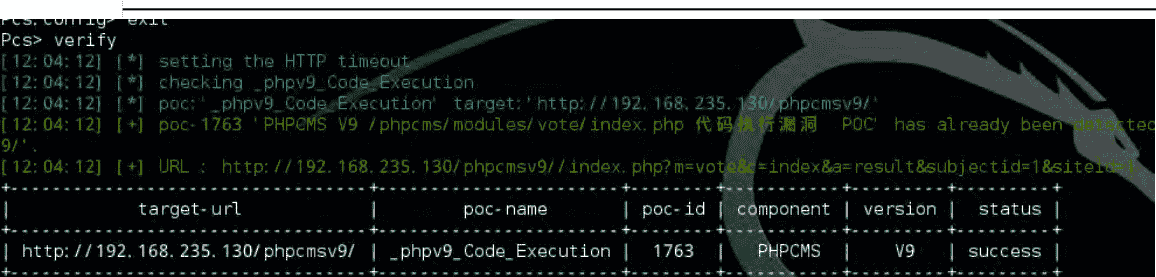 Pcs.config> exit
Pcs> verify
[12:04:12] [*] setting the HTTP timeout
[12:04:12] [*] checking _phpv9_Code_Execution
[12:04:12] [*] poc:'_phpv9_Code_Execution' target:'http://192.168.235.130/phpcmsv9/'
[12:04:12] [+] poc-1763 'PHPCMS V9 /phpcms/modules/vote/index.php 代码执行漏洞 POC' has already been detected
9/'.
[12:04:12] [+] URL : http://192.168.235.130/phpcmsv9//index.php?m=vote&c=index&a=result&subjectid=1&siteid=1
| target-url | poc-name | poc-id | component | version | status |
| http://192.168.235.130/phpcmsv9/ | _phpv9_Code_Execution | 1763 | PHPCMS | V9 | success |